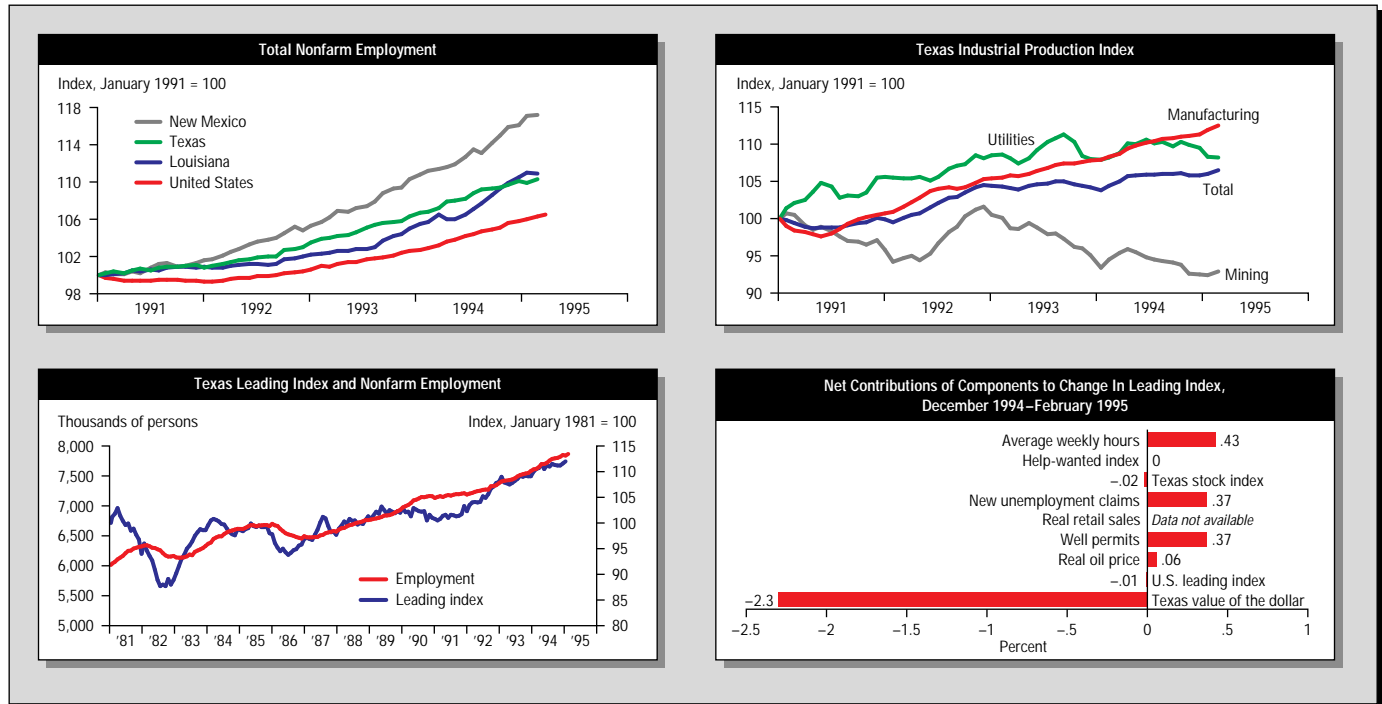 Total Nonfarm Employment
Index, January 1991 = 100
118
114
110
106
102
98
New Mexico
Texas
Louisiana
United States
1991 1992 1993 1994 1995
Texas Industrial Production Index
Index, January 1991 = 100
115
110
105
100
95
90
Utilities
Manufacturing
Total
Mining
1991 1992 1993 1994 1995
Texas Leading Index and Nonfarm Employment
Thousands of persons Index, January 1981 = 100
8,000 115
7,500 110
7,000 105
6,500 100
6,000 95
5,500 90
5,000 85
80
Employment
Leading index
'81 '82 '83 '84 '85 '86 '87 '88 '89 '90 '91 '92 '93 '94 '95
Net Contributions of Components to Change In Leading Index,
December 1994–February 1995
Average weekly hours .43
Help-wanted index 0
–.02 Texas stock index
New unemployment claims .37
Real retail sales Data not available
Well permits .37
Real oil price .06
–.01 U.S. leading index
–2.3 Texas value of the dollar
–2.5 –2 –1.5 –1 –.5 0 .5 1
Percent